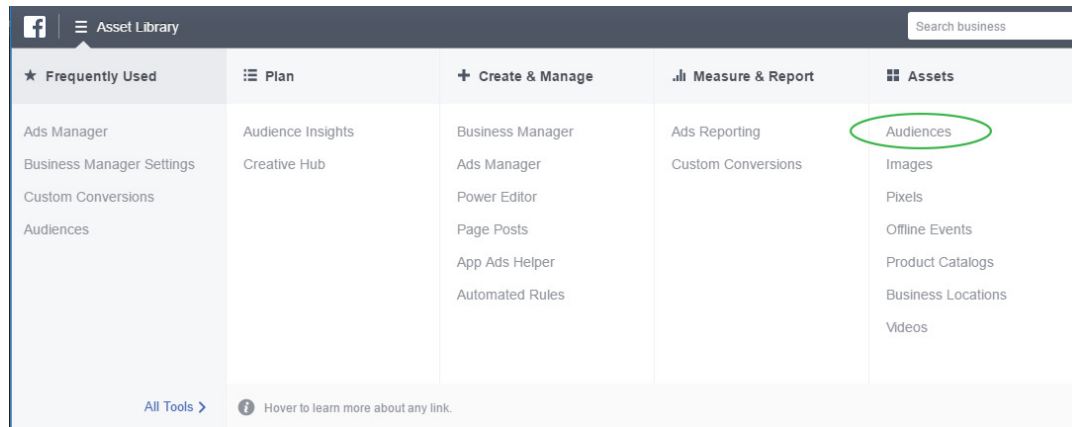 Asset Library
Search business
Frequently Used
Ads Manager
Business Manager Settings
Custom Conversions
Audiences
All Tools
Plan
Audience Insights
Creative Hub
Create & Manage
Business Manager
Ads Manager
Power Editor
Page Posts
App Ads Helper
Automated Rules
Measure & Report
Ads Reporting
Custom Conversions
Assets
Audiences
Images
Pixels
Offline Events
Product Catalogs
Business Locations
Videos
Hover to learn more about any link.